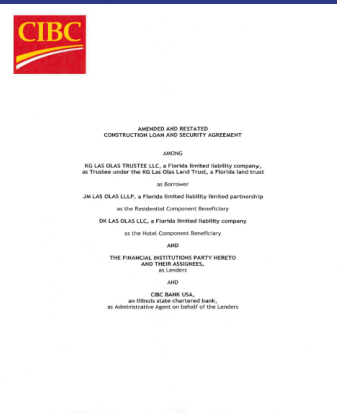 CIBC
AMENDED AND RESTATED
CONSTRUCTION LOAN AND SECURITY AGREEMENT
AMONG
KG LAS OLAS TRUSTEE LLC, a Florida limited liability company,
as Trustee under the KG Las Olas Land Trust, a Florida land trust
as Borrower
JM LAS OLAS LLLP, a Florida limited liability limited partnership
as the Residential Component Beneficiary
DK LAS OLAS LLC, a Florida limited liability company
as the Hotel Component Beneficiary
AND
THE FINANCIAL INSTITUTIONS PARTY HERETO
AND THEIR ASSIGNEES,
as Lenders
AND
CIBC BANK USA,
an Illinois state chartered bank,
as Administrative Agent on behalf of the Lenders